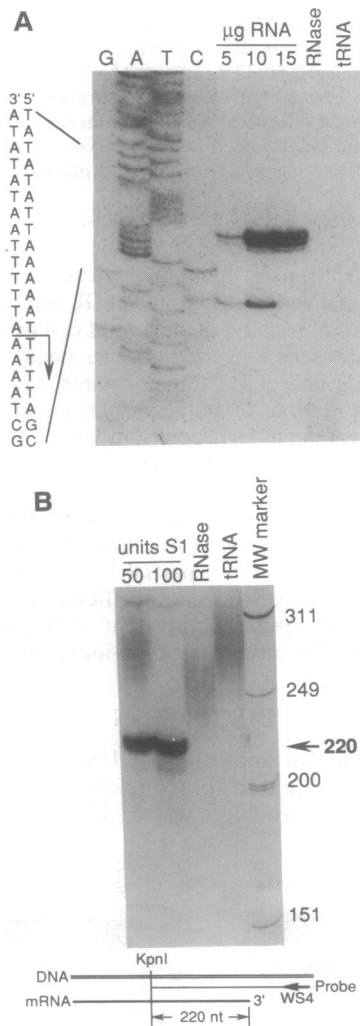 A
µg RNA
G A T C 5 10 15 RNase tRNA
3' 5'
A T
T A
A T
T A
A T
T A
A T
T A
A T
A T
T A
T A
T A
T A
A T
A T
A T
A T
A T
T A
C G
G C
B
units S1
50 100 RNase tRNA MW marker
311
249
220
200
151
KpnI
DNA
Probe
WS4
mRNA
3'
220 nt